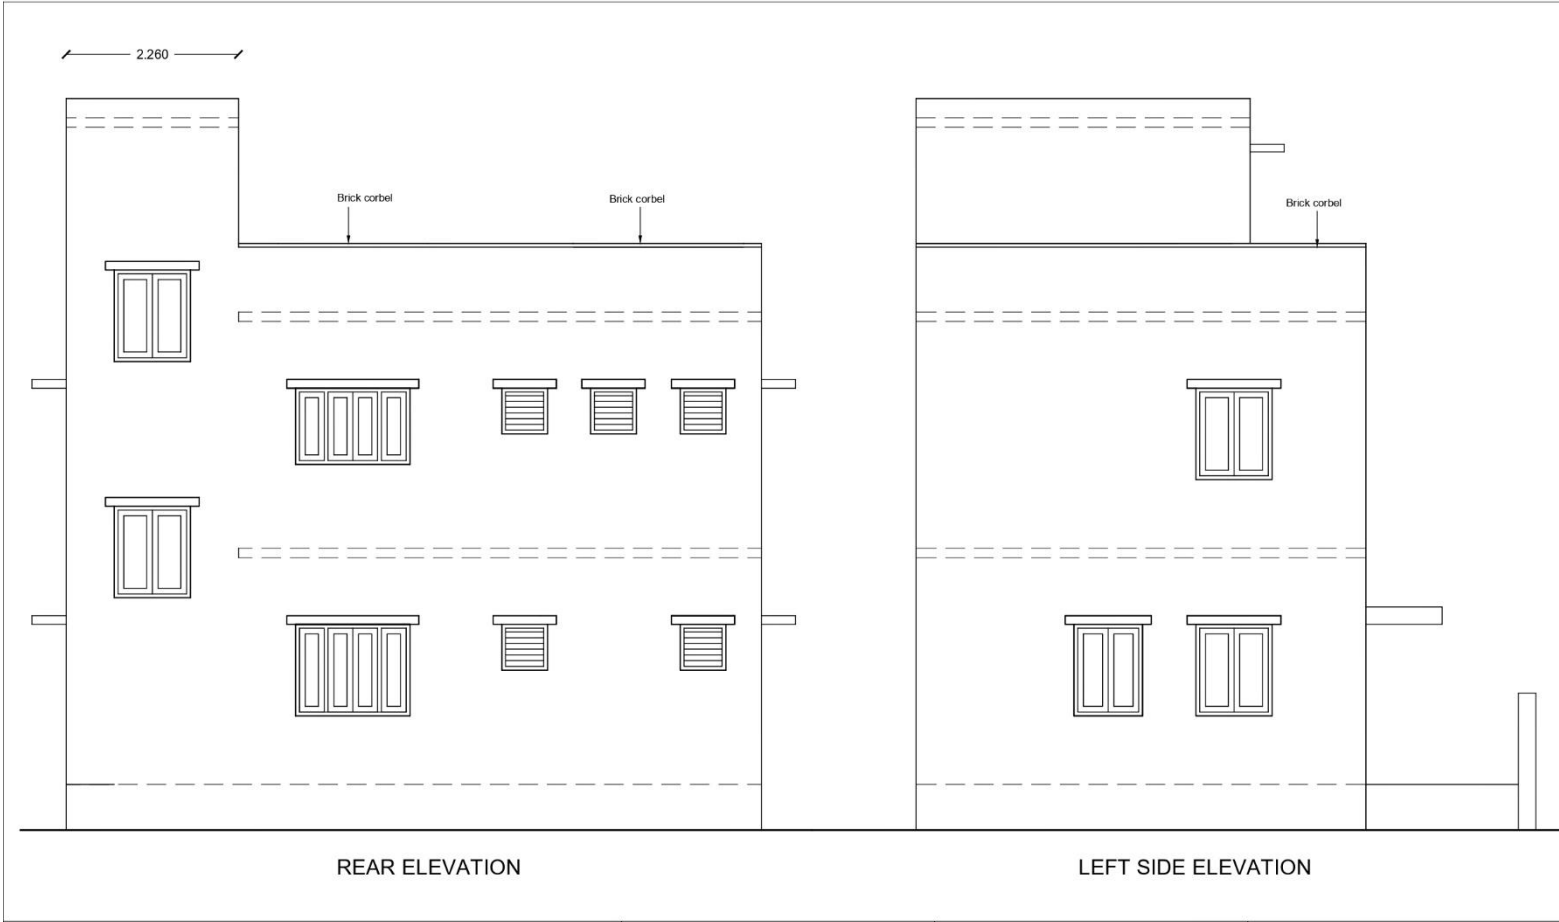 2.260
Brick corbel
Brick corbel
Brick corbel
REAR ELEVATION
LEFT SIDE ELEVATION